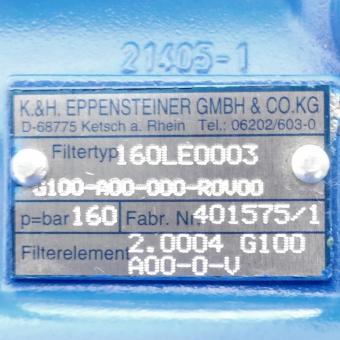 21405-1
K.&H. EPPENSTEINER GMBH & CO.KG
D-68775 Ketsch a. Rhein Tel.: 06202/603-0
Filtertyp 160LE0003
G100-A00-000-R0V00
p=bar 160 Fabr. Nr. 401575/1
Filterelement 2.0004 G100
A00-0-V